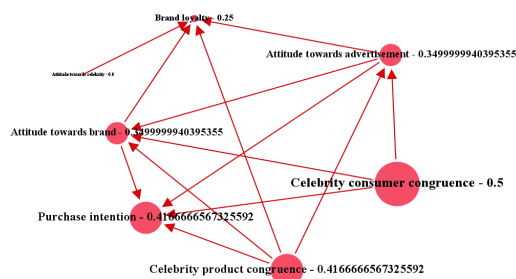 Brand loyalty - 0.25
Attitude towards advertisement - 0.3499999940395355
Attitude towards celebrity - 0.0
Attitude towards brand - 0.3499999940395355
Celebrity consumer congruence - 0.5
Purchase intention - 0.4166666567325592
Celebrity product congruence - 0.4166666567325592